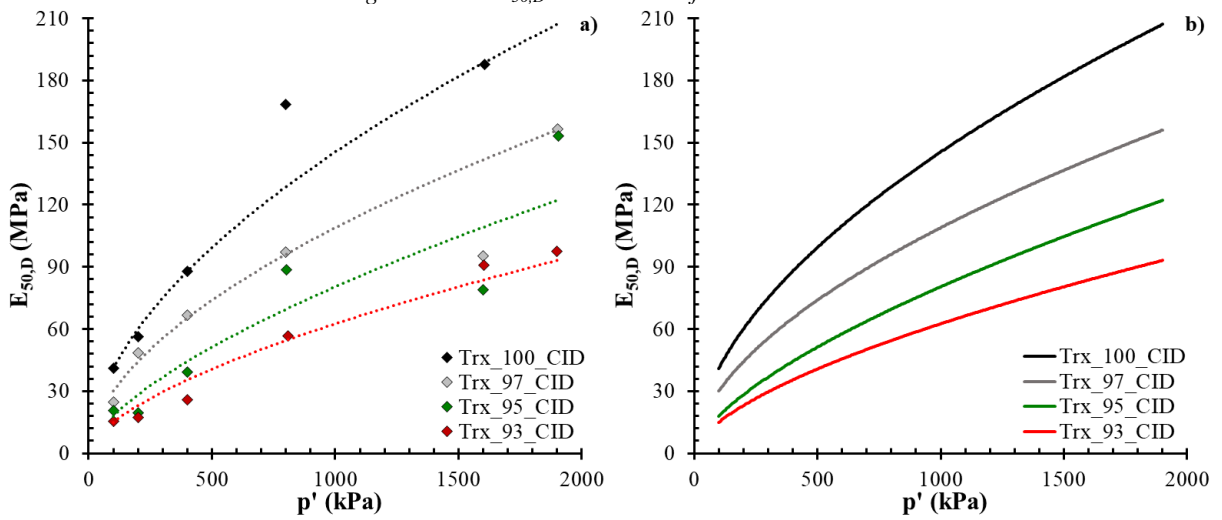 50,D
a)
210
180
150
120
90
60
30
0
E50,D (MPa)
Trx_100_CID
Trx_97_CID
Trx_95_CID
Trx_93_CID
0 500 1000 1500 2000
p' (kPa)
b)
210
180
150
120
90
60
30
0
E50,D (MPa)
Trx_100_CID
Trx_97_CID
Trx_95_CID
Trx_93_CID
0 500 1000 1500 2000
p' (kPa)